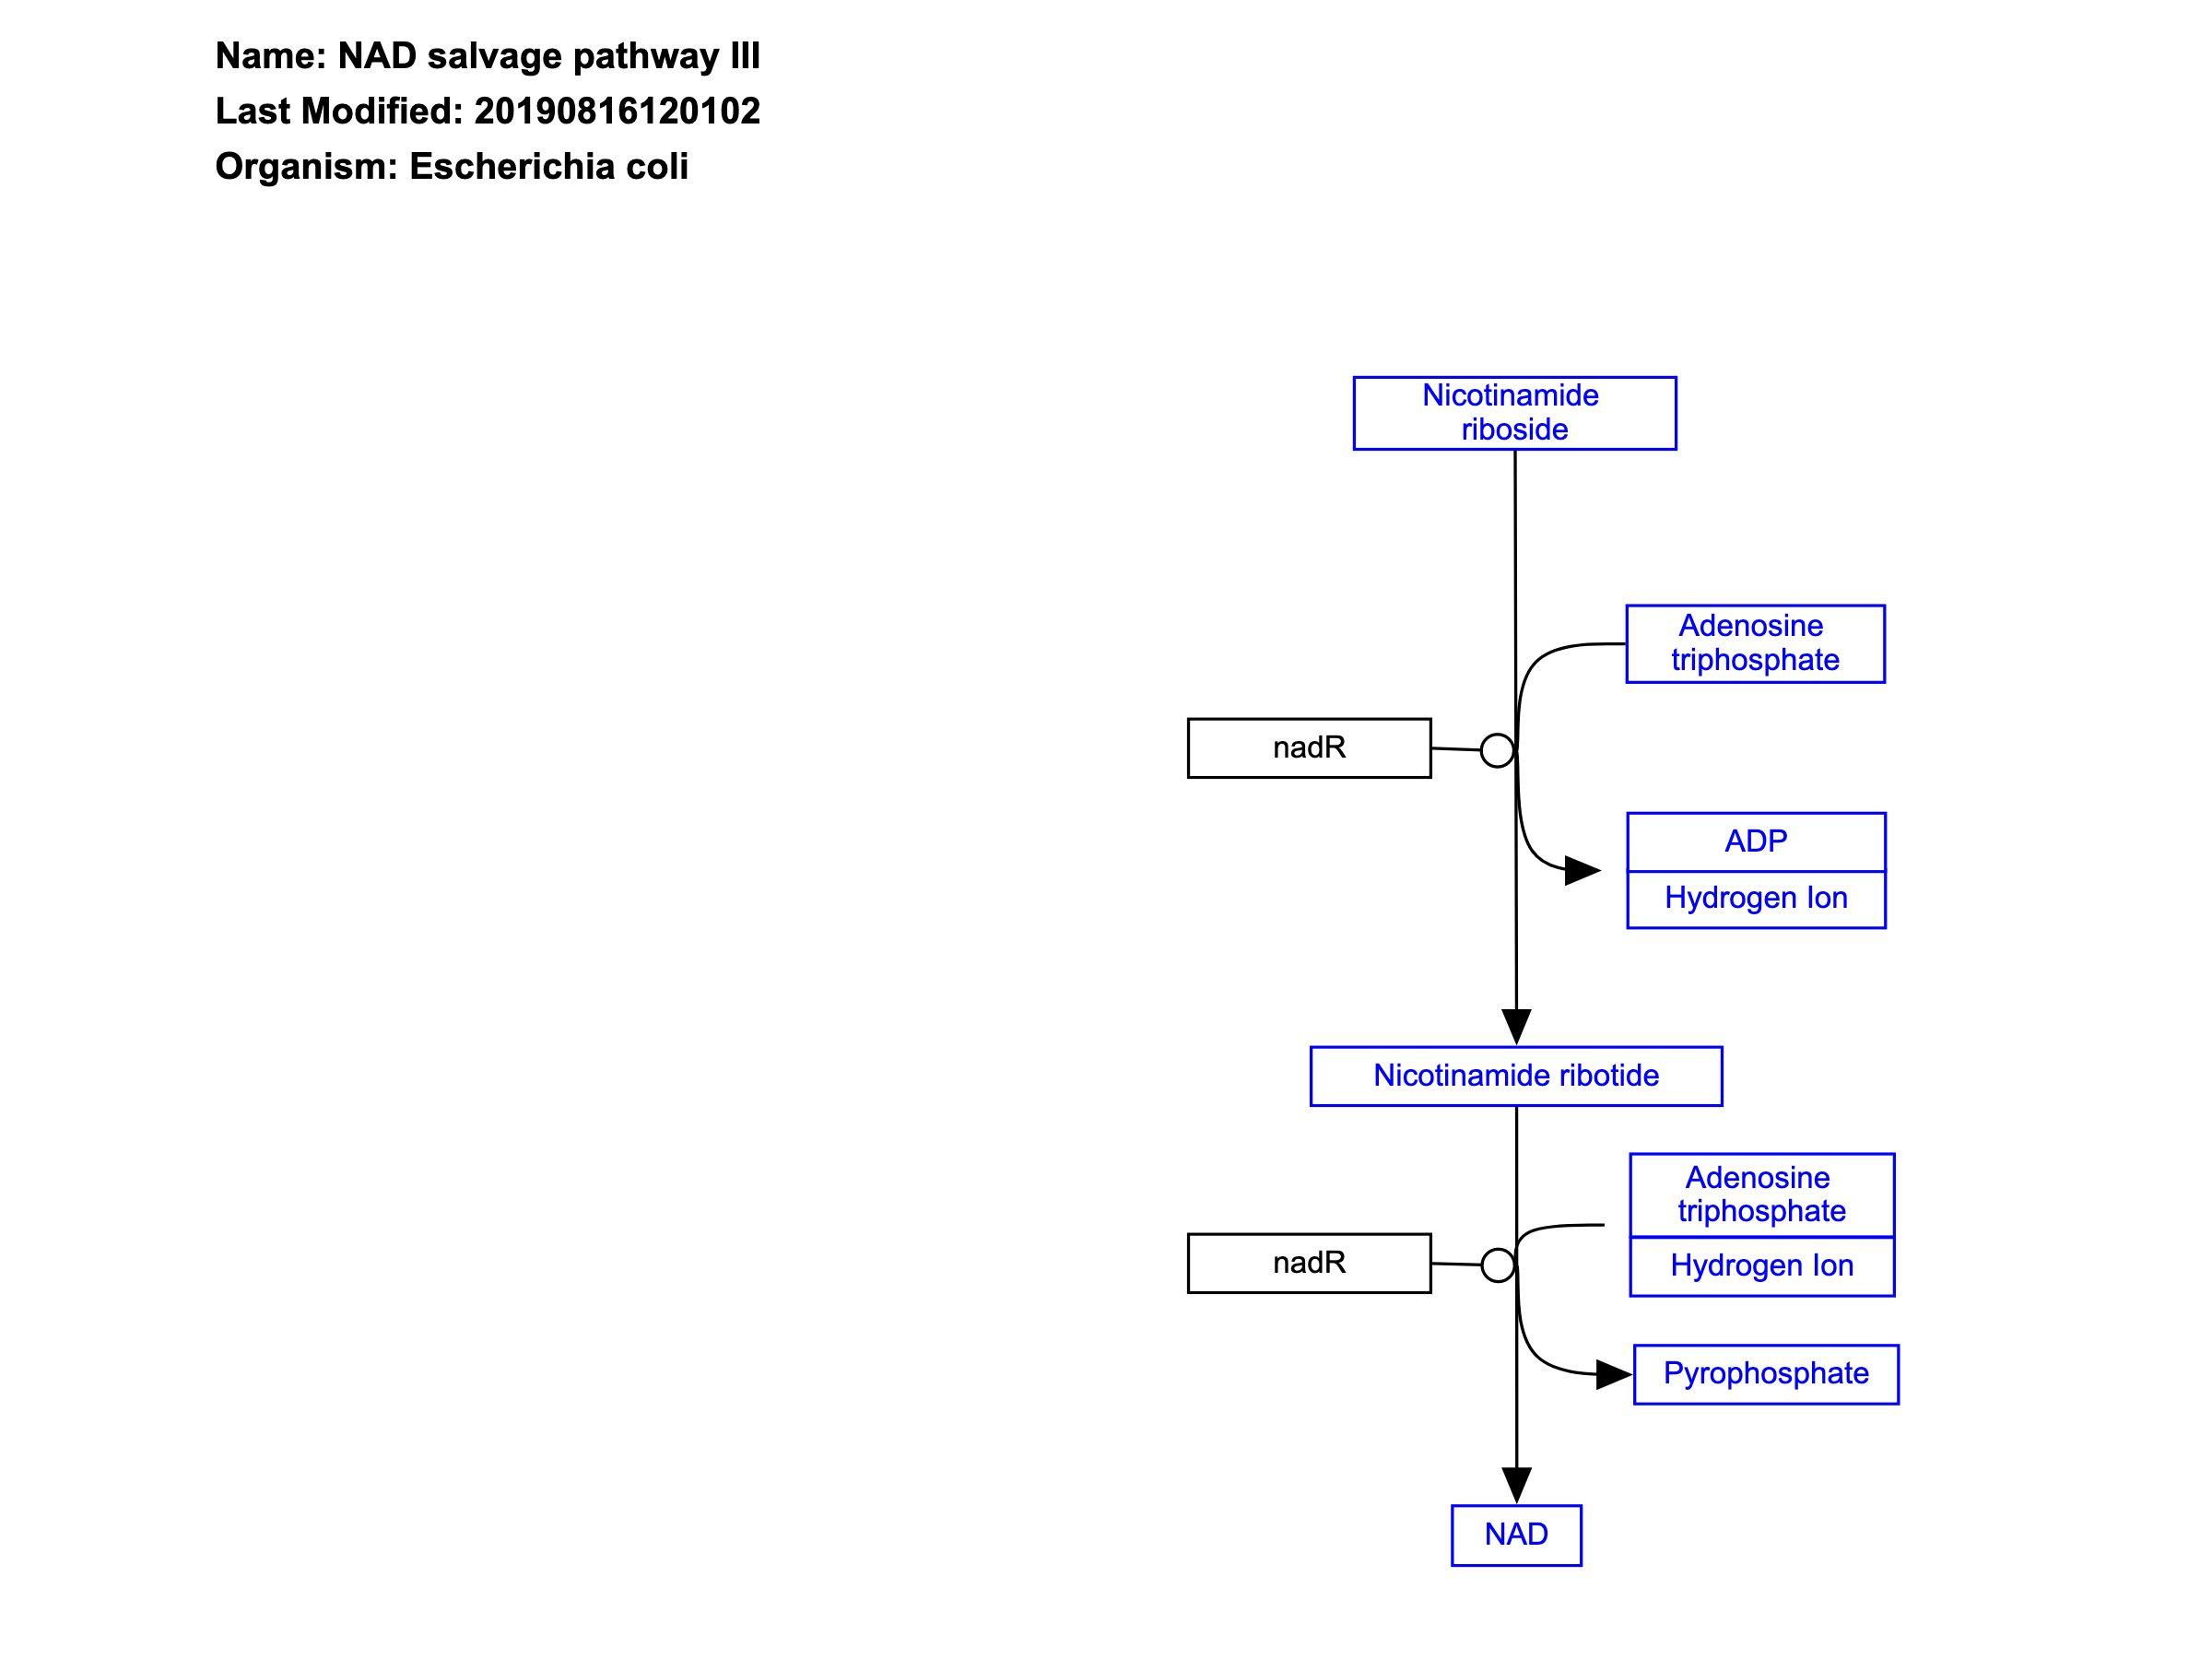 Name: NAD salvage pathway III
Last Modified: 20190816120102
Organism: Escherichia coli
Nicotinamide
riboside
Adenosine
triphosphate
nadR
ADP
Hydrogen Ion
Nicotinamide ribotide
Adenosine
triphosphate
nadR
Hydrogen Ion
Pyrophosphate
NAD